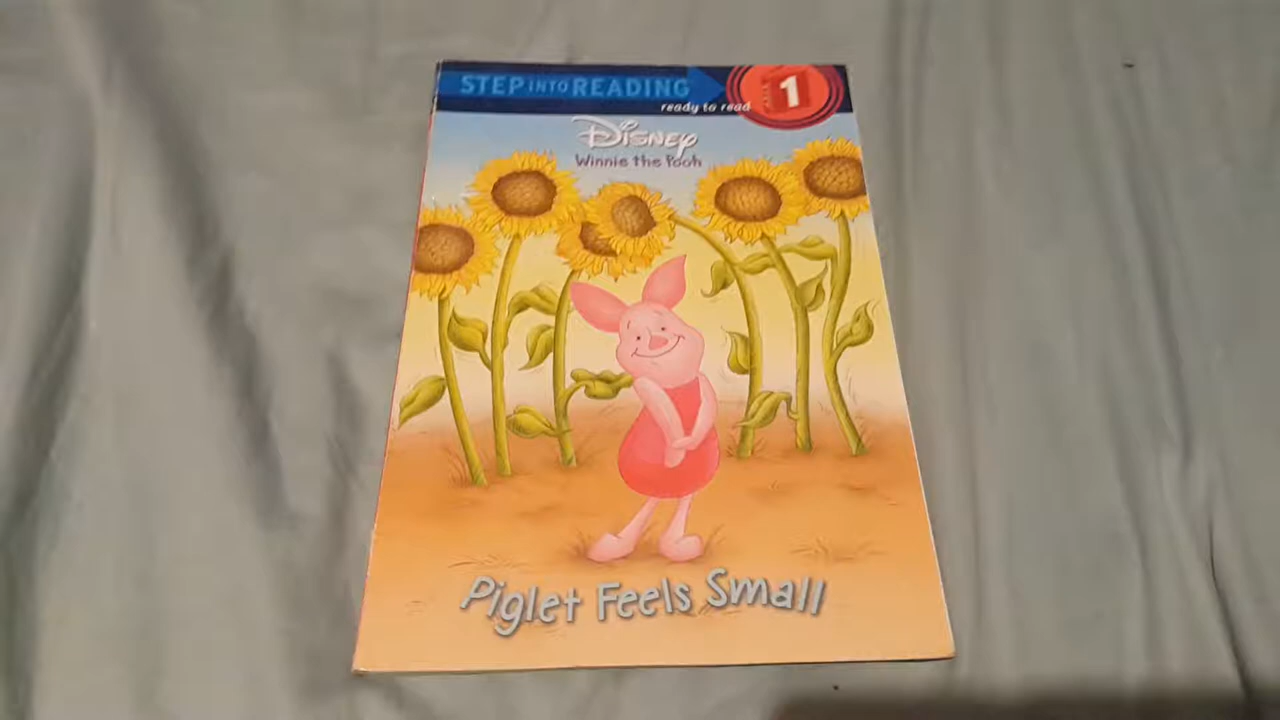 STEP INTO READING
ready to read
1
Disney
Winnie the Pooh
Piglet Feels Small